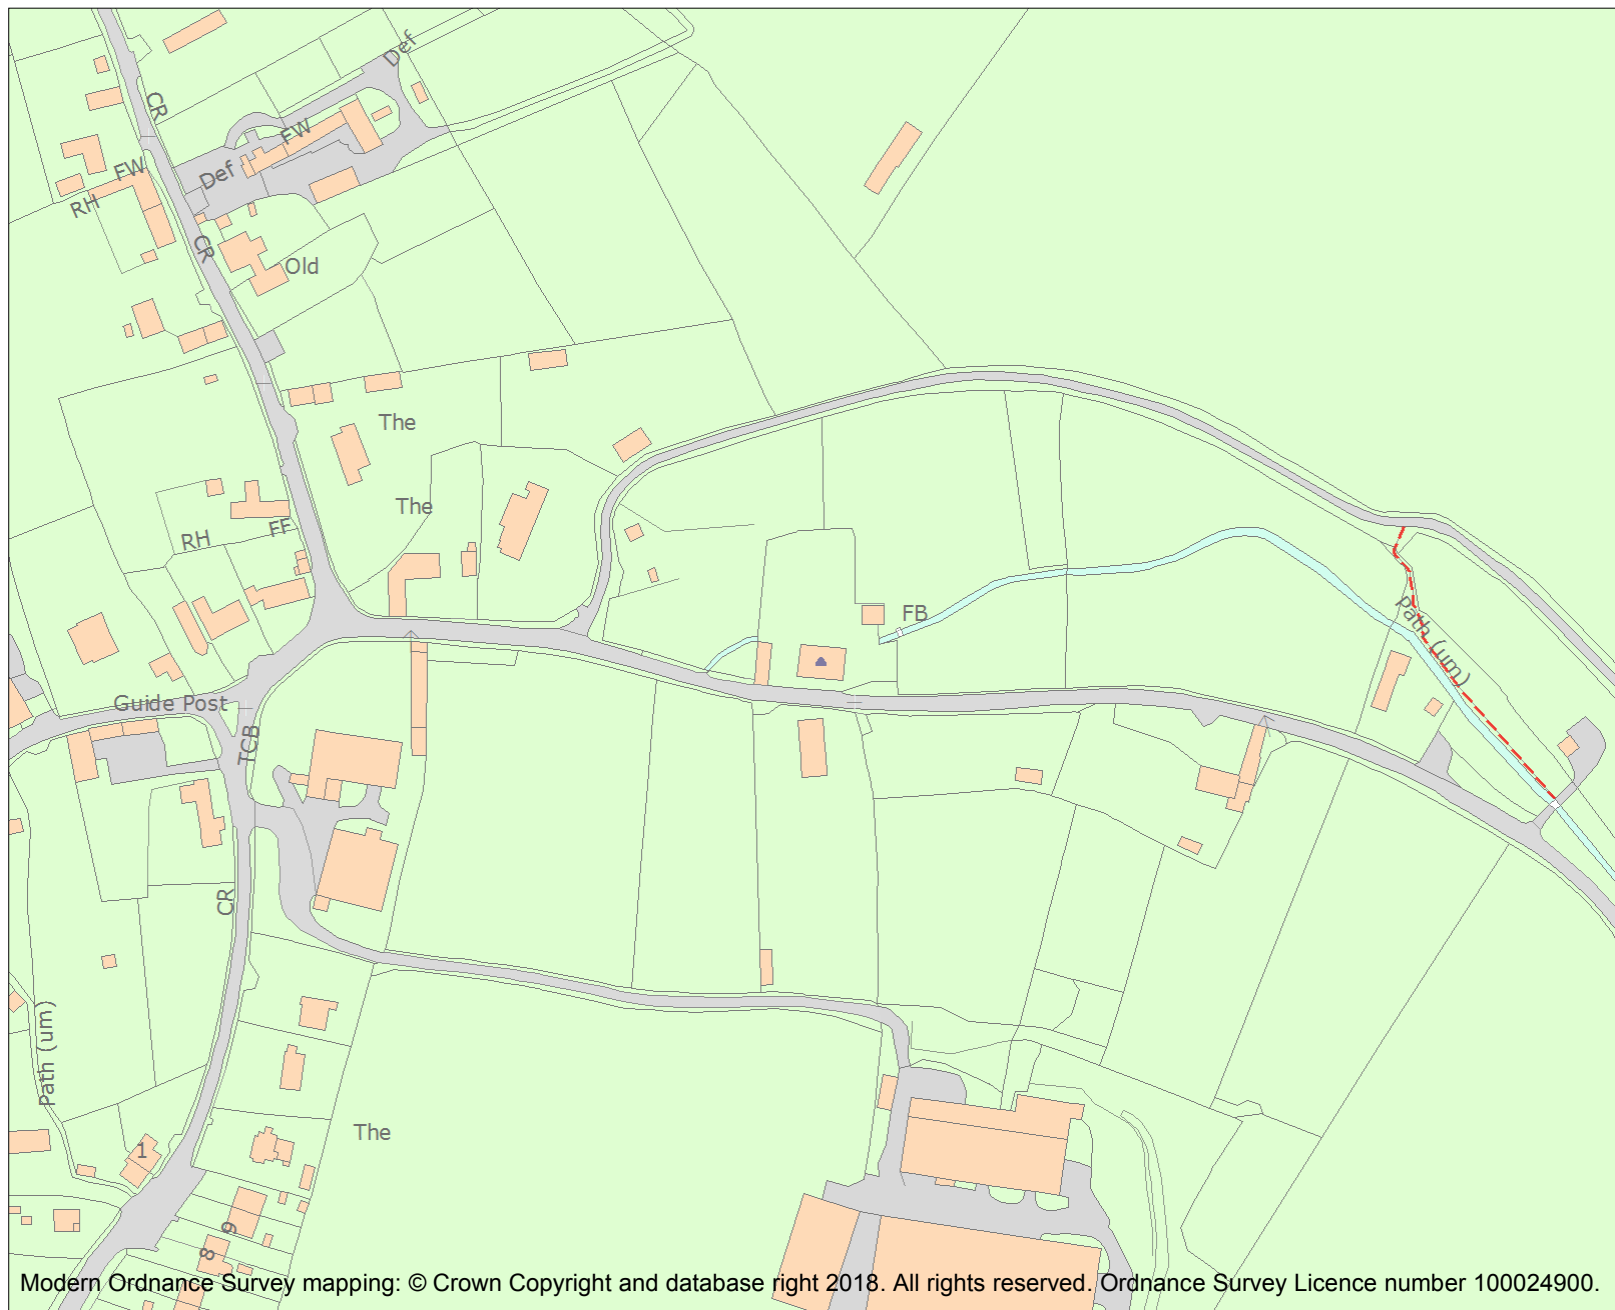 Def
CR
FW
FW
Def
RH
CR
Old
The
The
FF
RH
Path (um)
FB
Guide Post
TCB
CR
Path (um)
The
1
9
8
Modern Ordnance Survey mapping: © Crown Copyright and database right 2018. All rights reserved. Ordnance Survey Licence number 100024900.